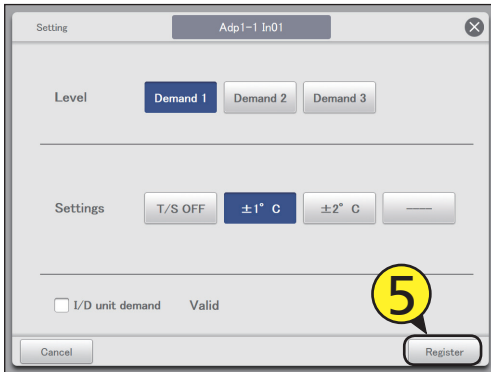 Setting Adp1-1 In01
Level Demand 1 Demand 2 Demand 3
Settings T/S OFF ±1° C ±2° C ——
I/D unit demand Valid
5
Cancel Register